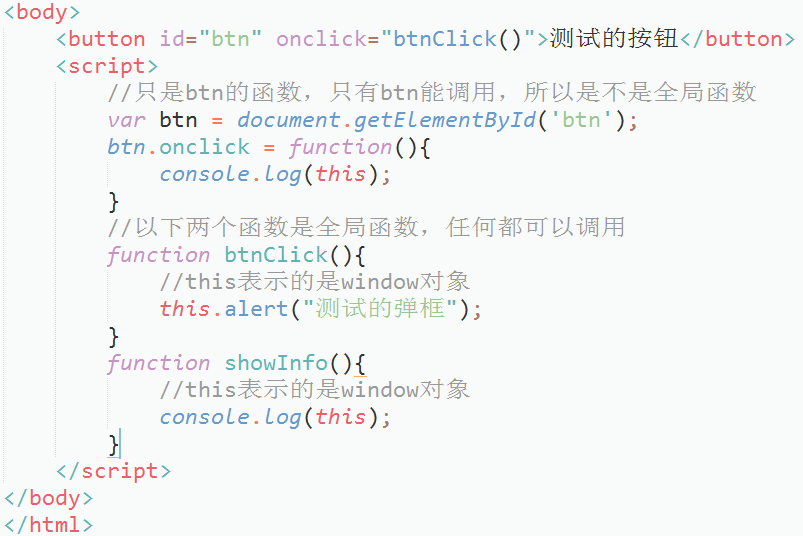 <body>
<button id="btn" onclick="btnClick()">测试的按钮</button>
<script>
//只是btn的函数，只有btn能调用，所以是不是全局函数
var btn = document.getElementById('btn');
btn.onclick = function(){
console.log(this);
}
//以下两个函数是全局函数，任何都可以调用
function btnClick(){
//this表示的是window对象
this.alert("测试的弹框");
}
function showInfo(){
//this表示的是window对象
console.log(this);
}
</script>
</body>
</html>